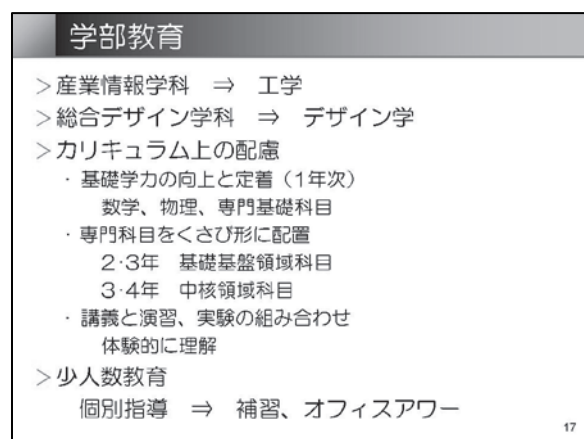 学部教育
＞産業情報学科　⇒　工学
＞総合デザイン学科　⇒　デザイン学
＞カリキュラム上の配慮
・基礎学力の向上と定着（1年次）
数学、物理、専門基礎科目
・専門科目をくさび形に配置
2・3年　基礎基盤領域科目
3・4年　中核領域科目
・講義と演習、実験の組み合わせ
体験的に理解
＞少人数教育
個別指導　⇒　補習、オフィスアワー
17